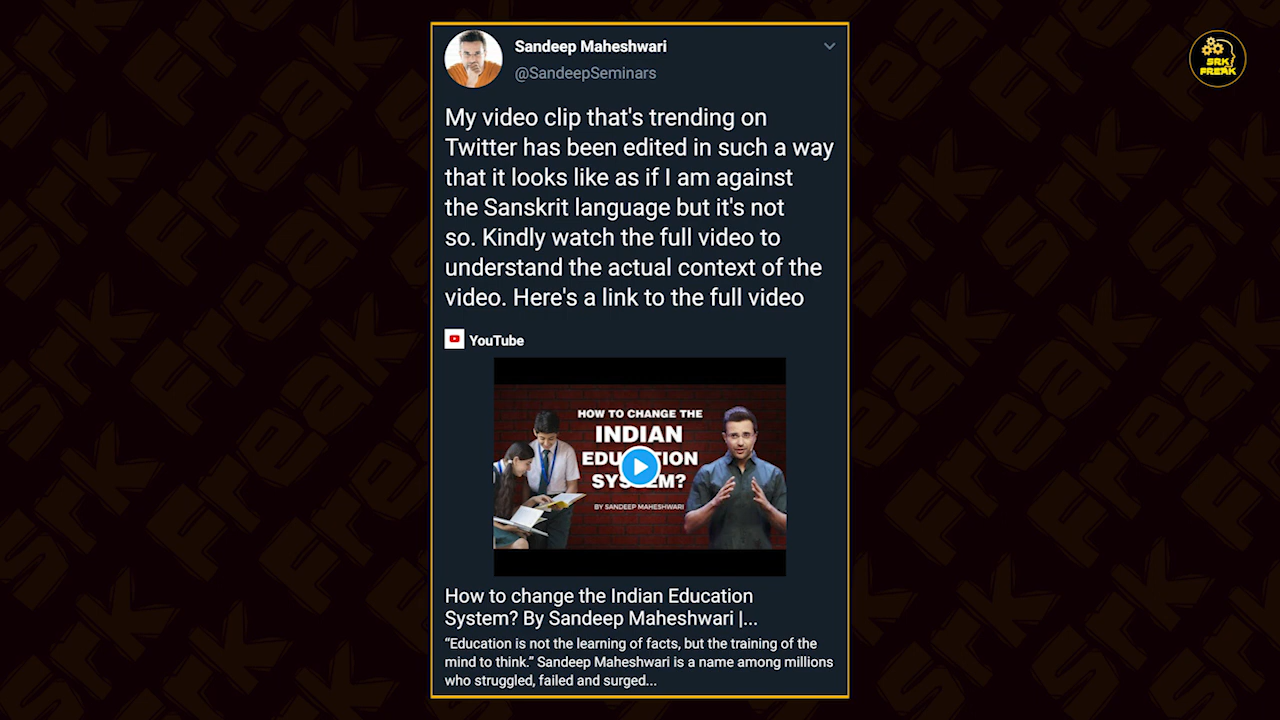 Sandeep Maheshwari
@SandeepSeminars
SRK
FREAK
My video clip that's trending on
Twitter has been edited in such a way
that it looks like as if I am against
the Sanskrit language but it's not
so. Kindly watch the full video to
understand the actual context of the
video. Here's a link to the full video
YouTube
HOW TO CHANGE THE
INDIAN
EDUCATION
SYSTEM?
BY SANDEEP MAHESHWARI
How to change the Indian Education
System? By Sandeep Maheshwari |...
“Education is not the learning of facts, but the training of the
mind to think.” Sandeep Maheshwari is a name among millions
who struggled, failed and surged...